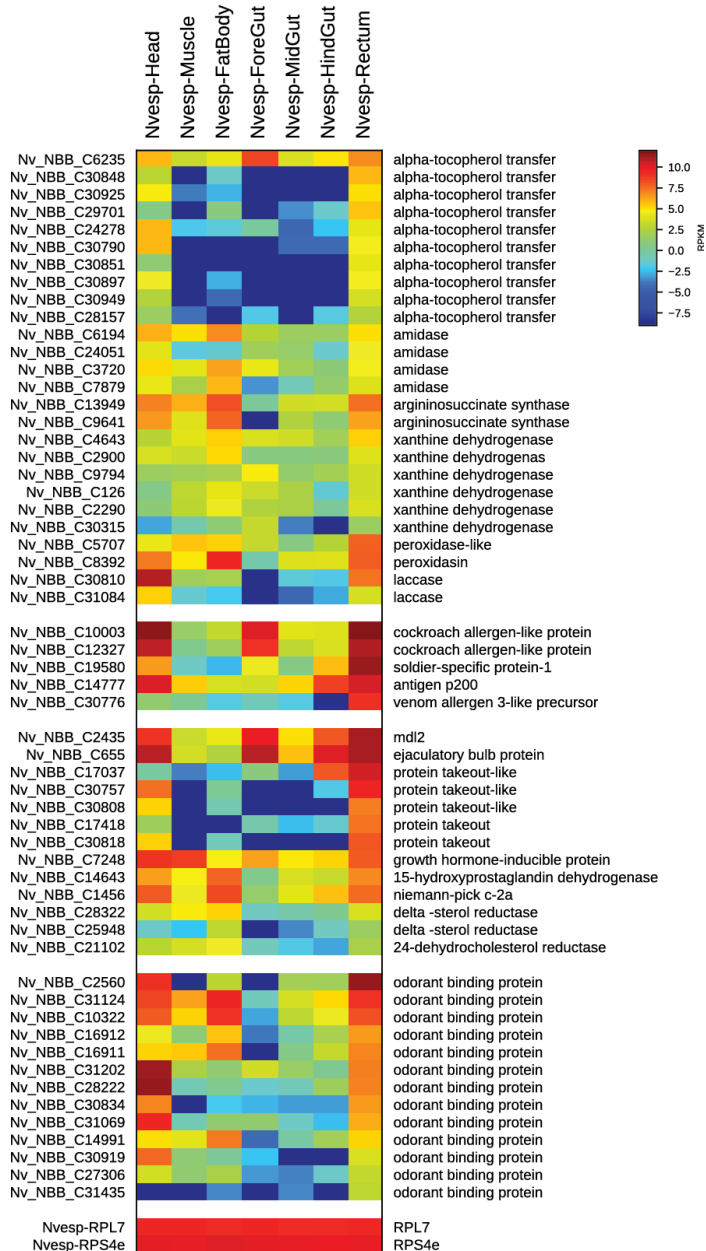 Nvesp-Head
Nvesp-Muscle
Nvesp-FatBody
Nvesp-ForeGut
Nvesp-MidGut
Nvesp-HindGut
Nvesp-Rectum
Nv_NBB_C6235 alpha-tocopherol transfer
Nv_NBB_C30848 alpha-tocopherol transfer
Nv_NBB_C30925 alpha-tocopherol transfer
Nv_NBB_C29701 alpha-tocopherol transfer
Nv_NBB_C24278 alpha-tocopherol transfer
Nv_NBB_C30790 alpha-tocopherol transfer
Nv_NBB_C30851 alpha-tocopherol transfer
Nv_NBB_C30897 alpha-tocopherol transfer
Nv_NBB_C30949 alpha-tocopherol transfer
Nv_NBB_C28157 alpha-tocopherol transfer
Nv_NBB_C6194 amidase
Nv_NBB_C24051 amidase
Nv_NBB_C3720 amidase
Nv_NBB_C7879 amidase
Nv_NBB_C13949 argininosuccinate synthase
Nv_NBB_C9641 argininosuccinate synthase
Nv_NBB_C4643 xanthine dehydrogenase
Nv_NBB_C2900 xanthine dehydrogenas
Nv_NBB_C9794 xanthine dehydrogenase
Nv_NBB_C126 xanthine dehydrogenase
Nv_NBB_C2290 xanthine dehydrogenase
Nv_NBB_C30315 xanthine dehydrogenase
Nv_NBB_C5707 peroxidase-like
Nv_NBB_C8392 peroxidasin
Nv_NBB_C30810 laccase
Nv_NBB_C31084 laccase
Nv_NBB_C10003 cockroach allergen-like protein
Nv_NBB_C12327 cockroach allergen-like protein
Nv_NBB_C19580 soldier-specific protein-1
Nv_NBB_C14777 antigen p200
Nv_NBB_C30776 venom allergen 3-like precursor
Nv_NBB_C2435 mdl2
Nv_NBB_C655 ejaculatory bulb protein
Nv_NBB_C17037 protein takeout-like
Nv_NBB_C30757 protein takeout-like
Nv_NBB_C30808 protein takeout-like
Nv_NBB_C17418 protein takeout
Nv_NBB_C30818 protein takeout
Nv_NBB_C7248 growth hormone-inducible protein
Nv_NBB_C14643 15-hydroxyprostaglandin dehydrogenase
Nv_NBB_C1456 niemann-pick c-2a
Nv_NBB_C28322 delta -sterol reductase
Nv_NBB_C25948 delta -sterol reductase
Nv_NBB_C21102 24-dehydrocholesterol reductase
Nv_NBB_C2560 odorant binding protein
Nv_NBB_C31124 odorant binding protein
Nv_NBB_C10322 odorant binding protein
Nv_NBB_C16912 odorant binding protein
Nv_NBB_C16911 odorant binding protein
Nv_NBB_C31202 odorant binding protein
Nv_NBB_C28222 odorant binding protein
Nv_NBB_C30834 odorant binding protein
Nv_NBB_C31069 odorant binding protein
Nv_NBB_C14991 odorant binding protein
Nv_NBB_C30919 odorant binding protein
Nv_NBB_C27306 odorant binding protein
Nv_NBB_C31435 odorant binding protein
Nvesp-RPL7 RPL7
Nvesp-RPS4e RPS4e
10.0
7.5
5.0
2.5
0.0
−2.5
−5.0
−7.5
RPKM